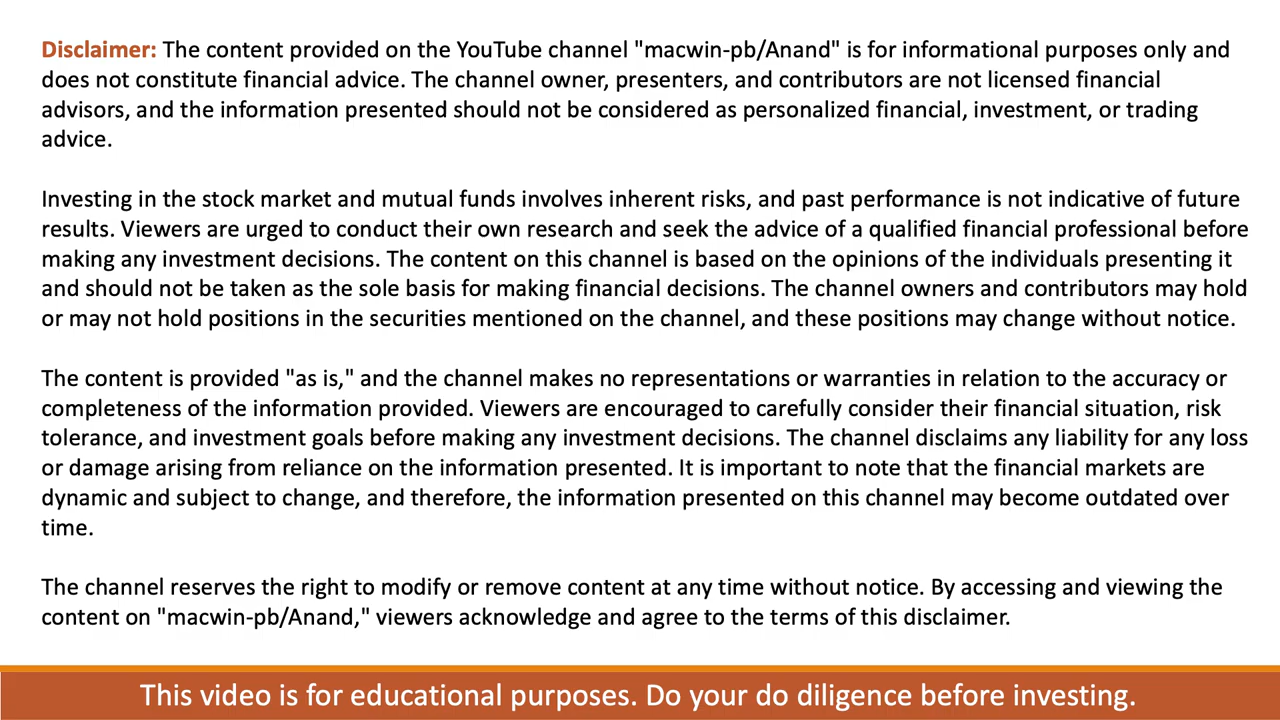 Disclaimer: The content provided on the YouTube channel "macwin-pb/Anand" is for informational purposes only and
does not constitute financial advice. The channel owner, presenters, and contributors are not licensed financial
advisors, and the information presented should not be considered as personalized financial, investment, or trading
advice.
Investing in the stock market and mutual funds involves inherent risks, and past performance is not indicative of future
results. Viewers are urged to conduct their own research and seek the advice of a qualified financial professional before
making any investment decisions. The content on this channel is based on the opinions of the individuals presenting it
and should not be taken as the sole basis for making financial decisions. The channel owners and contributors may hold
or may not hold positions in the securities mentioned on the channel, and these positions may change without notice.
The content is provided "as is," and the channel makes no representations or warranties in relation to the accuracy or
completeness of the information provided. Viewers are encouraged to carefully consider their financial situation, risk
tolerance, and investment goals before making any investment decisions. The channel disclaims any liability for any loss
or damage arising from reliance on the information presented. It is important to note that the financial markets are
dynamic and subject to change, and therefore, the information presented on this channel may become outdated over
time.
The channel reserves the right to modify or remove content at any time without notice. By accessing and viewing the
content on "macwin-pb/Anand," viewers acknowledge and agree to the terms of this disclaimer.
This video is for educational purposes. Do your do diligence before investing.